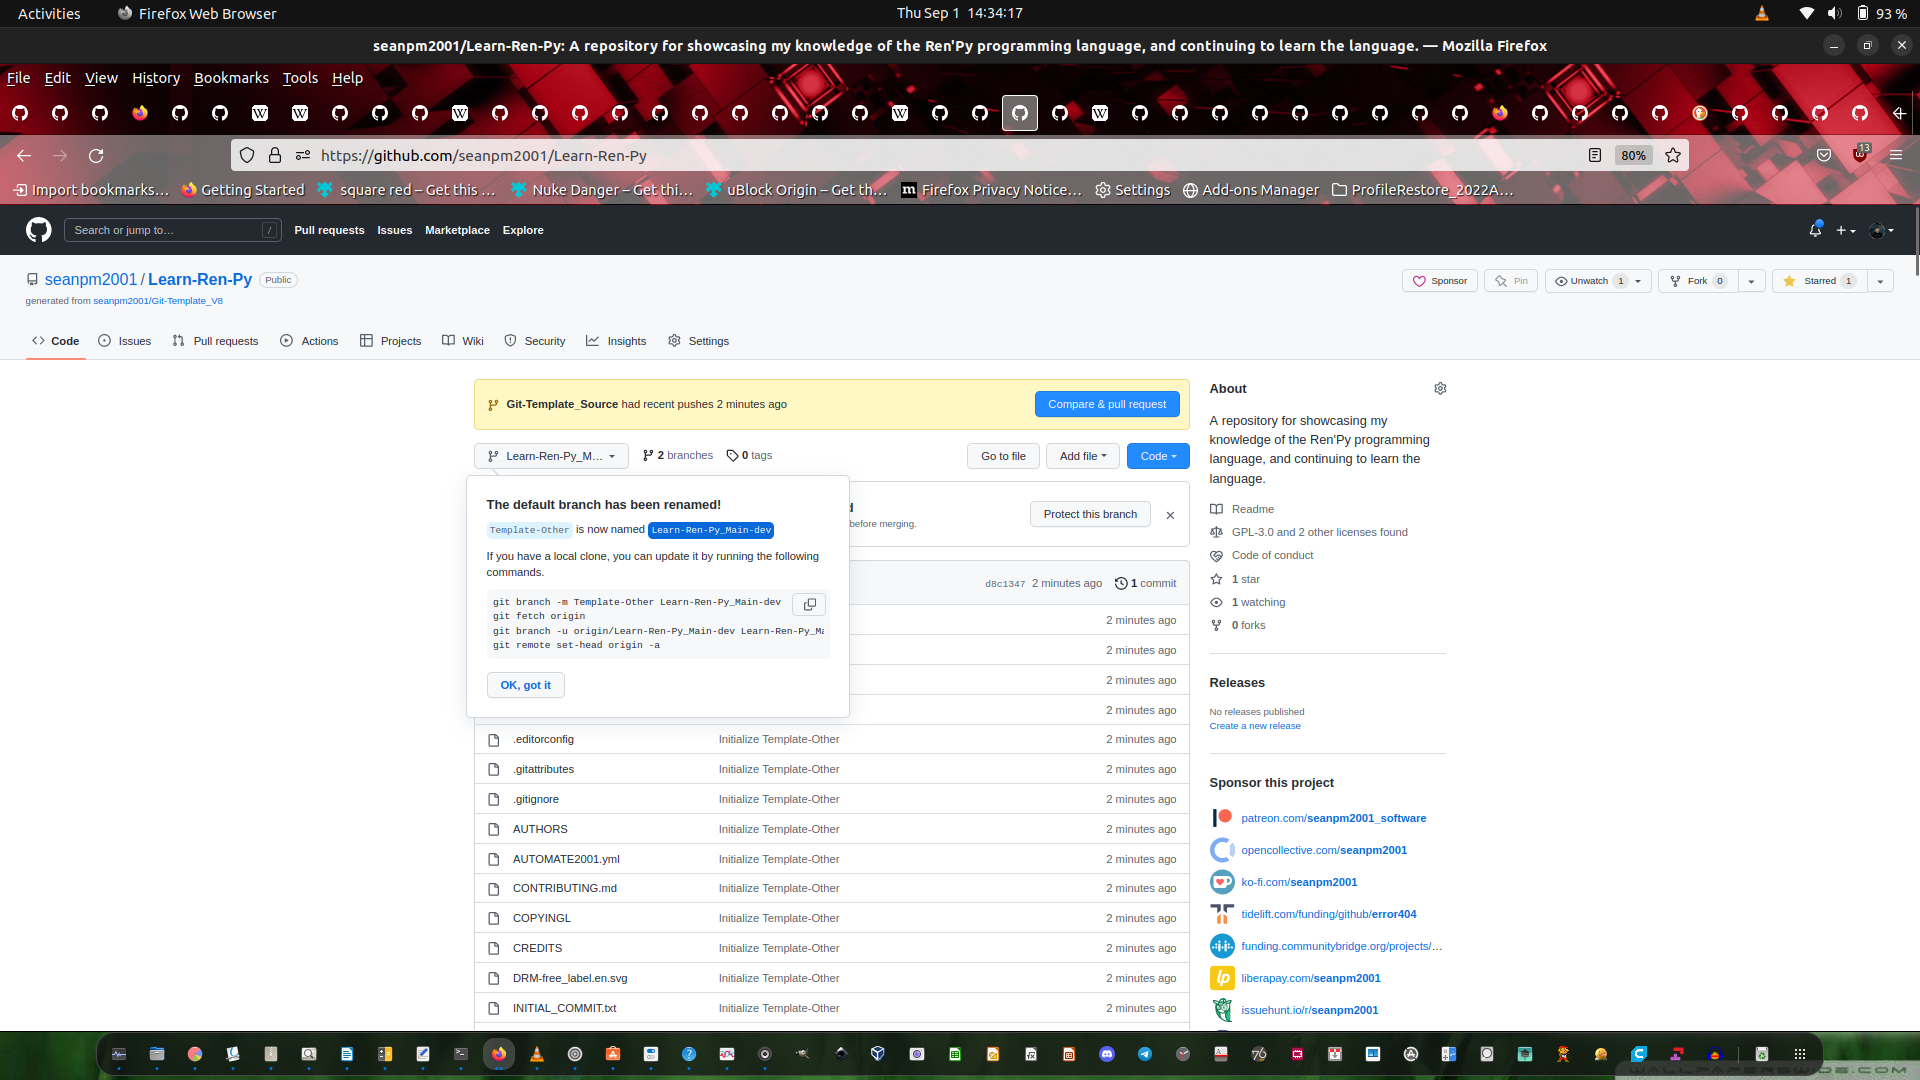 Activities
Firefox Web Browser
Thu Sep 1 14:34:17
93 %
seanpm2001/Learn-Ren-Py: A repository for showcasing my knowledge of the Ren'Py programming language, and continuing to learn the language. — Mozilla Firefox
File Edit View History Bookmarks Tools Help
https://github.com/seanpm2001/Learn-Ren-Py
80%
13
Import bookmarks…
Getting Started
square red – Get this …
Nuke Danger – Get thi…
uBlock Origin – Get th…
Firefox Privacy Notice…
Settings
Add-ons Manager
ProfileRestore_2022A…
Search or jump to…
/
Pull requests
Issues
Marketplace
Explore
seanpm2001 / Learn-Ren-Py
Public
generated from seanpm2001/Git-Template_V8
Sponsor
Pin
Unwatch 1
Fork 0
Starred 1
Code
Issues
Pull requests
Actions
Projects
Wiki
Security
Insights
Settings
Git-Template_Source had recent pushes 2 minutes ago
Compare & pull request
Learn-Ren-Py_M…
2 branches
0 tags
Go to file
Add file
Code
The default branch has been renamed!
Template-Other is now named Learn-Ren-Py_Main-dev
If you have a local clone, you can update it by running the following
commands.
git branch -m Template-Other Learn-Ren-Py_Main-dev
git fetch origin
git branch -u origin/Learn-Ren-Py_Main-dev Learn-Ren-Py_Ma
git remote set-head origin -a
OK, got it
d
before merging.
Protect this branch
d8c1347 2 minutes ago
1 commit
2 minutes ago
2 minutes ago
2 minutes ago
2 minutes ago
.editorconfig Initialize Template-Other 2 minutes ago
.gitattributes Initialize Template-Other 2 minutes ago
.gitignore Initialize Template-Other 2 minutes ago
AUTHORS Initialize Template-Other 2 minutes ago
AUTOMATE2001.yml Initialize Template-Other 2 minutes ago
CONTRIBUTING.md Initialize Template-Other 2 minutes ago
COPYINGL Initialize Template-Other 2 minutes ago
CREDITS Initialize Template-Other 2 minutes ago
DRM-free_label.en.svg Initialize Template-Other 2 minutes ago
INITIAL_COMMIT.txt Initialize Template-Other 2 minutes ago
About
A repository for showcasing my
knowledge of the Ren'Py programming
language, and continuing to learn the
language.
Readme
GPL-3.0 and 2 other licenses found
Code of conduct
1 star
1 watching
0 forks
Releases
No releases published
Create a new release
Sponsor this project
patreon.com/seanpm2001_software
opencollective.com/seanpm2001
ko-fi.com/seanpm2001
tidelift.com/funding/github/error404
funding.communitybridge.org/projects/…
liberapay.com/seanpm2001
issuehunt.io/r/seanpm2001
WALLPAPERSWIDE.COM